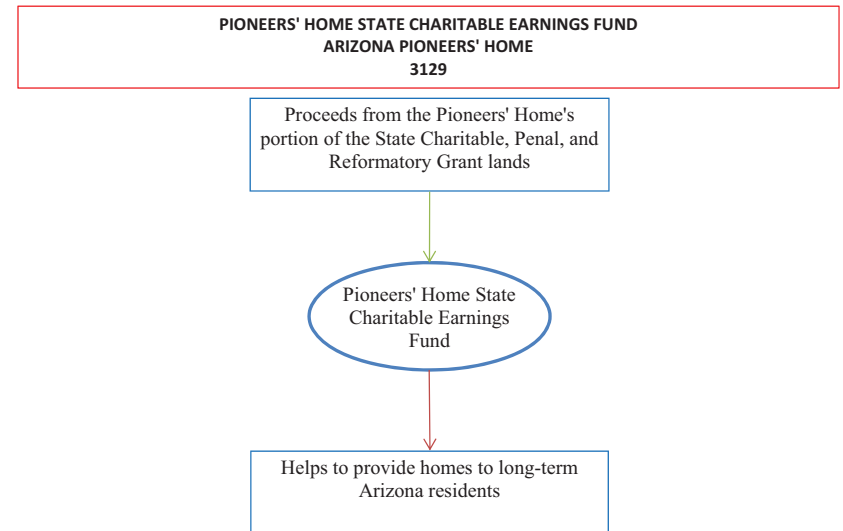 PIONEERS' HOME STATE CHARITABLE EARNINGS FUND
ARIZONA PIONEERS' HOME
3129
Proceeds from the Pioneers' Home's
portion of the State Charitable, Penal, and
Reformatory Grant lands
Pioneers' Home State
Charitable Earnings
Fund
Helps to provide homes to long-term
Arizona residents